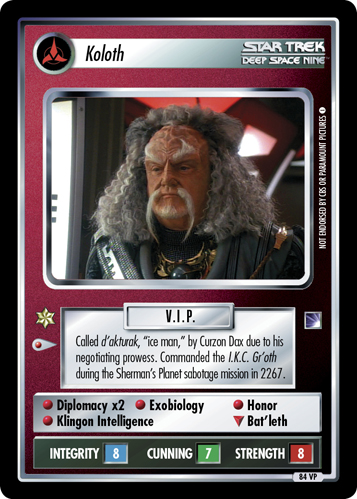 Koloth
STAR TREK
DEEP SPACE NINE™
NOT ENDORSED BY CBS OR PARAMOUNT PICTURES
V.I.P.
Called d'akturak, "ice man," by Curzon Dax due to his
negotiating prowess. Commanded the I.K.C. Gr'oth
during the Sherman's Planet sabotage mission in 2267.
Diplomacy x2 Exobiology Honor
Klingon Intelligence Bat'leth
INTEGRITY 8 CUNNING 7 STRENGTH 8
84 VP